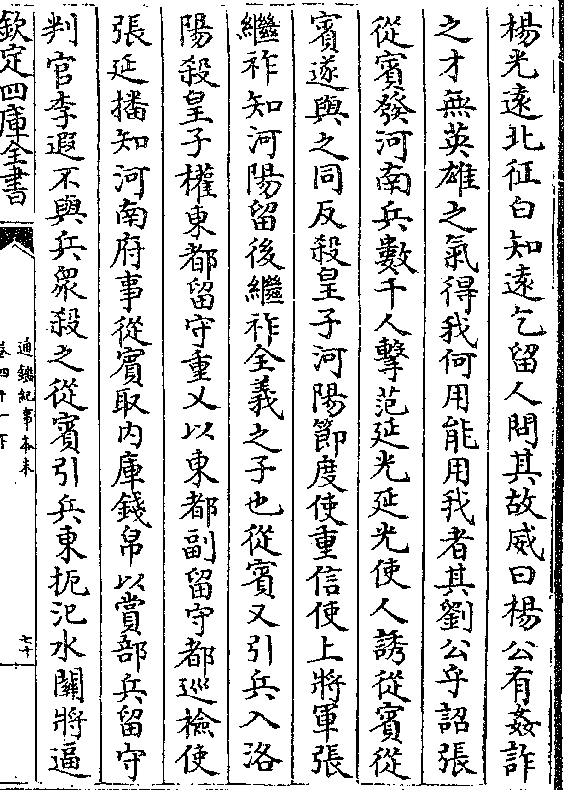 楊光遠北征白知遠乞留人問其故威曰楊公有姦詐
之才無英雄之氣得我何用能用我者其劉公乎詔張
從賓發河南兵數千人擊范延光延光使人誘從賓從
賓遂與之同反殺皇子河陽節度使重信使上將軍張
繼祚知河陽留後繼祚全義之子也從賓又引兵入洛
陽殺皇子權東都留守重乂以東都副留守都巡檢使
張延播知河南府事從賓取内庫錢帛以賞部兵留守
判官李遐不與兵衆殺之從賓引兵東扼汜水關將逼
欽定四庫全書
通鑑紀事本末
卷四十一下
七十